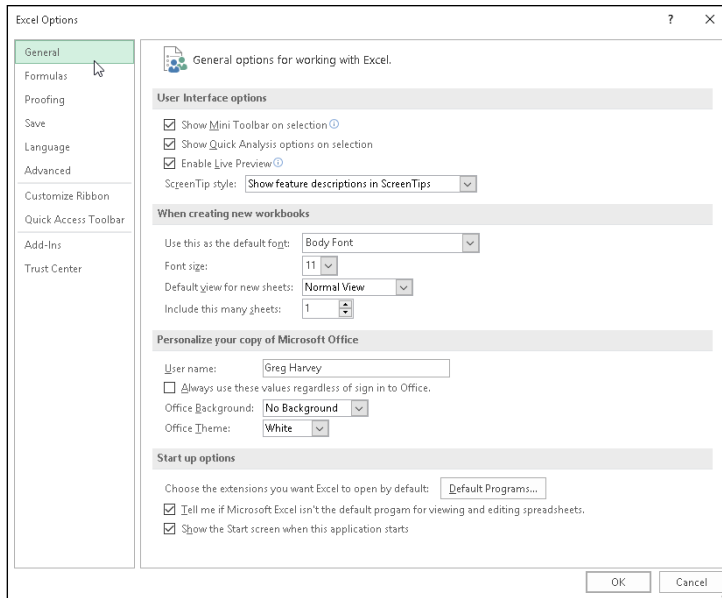 Excel Options
?
General
Formulas
Proofing
Save
Language
Advanced
Customize Ribbon
Quick Access Toolbar
Add-Ins
Trust Center
General options for working with Excel.
User Interface options
Show Mini Toolbar on selection
Show Quick Analysis options on selection
Enable Live Preview
ScreenTip style: Show feature descriptions in ScreenTips
When creating new workbooks
Use this as the default font: Body Font
Font size: 11
Default view for new sheets: Normal View
Include this many sheets: 1
Personalize your copy of Microsoft Office
User name: Greg Harvey
Always use these values regardless of sign in to Office.
Office Background: No Background
Office Theme: White
Start up options
Choose the extensions you want Excel to open by default: Default Programs...
Tell me if Microsoft Excel isn't the default progam for viewing and editing spreadsheets.
Show the Start screen when this application starts
OK Cancel